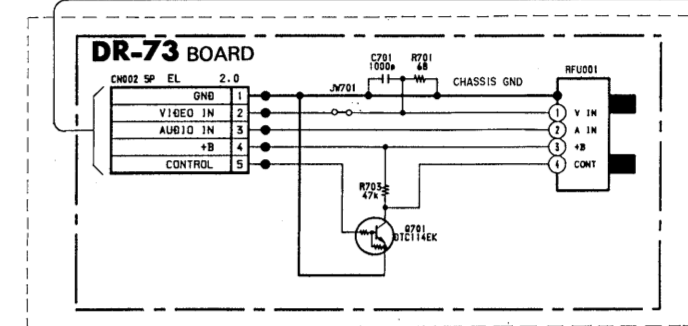 DR-73 BOARD
CN002 5P EL 2.0
GND 1
VIDEO IN 2
AUDIO IN 3
+B 4
CONTROL 5
JW701
C701
1000p
R701
68
CHASSIS GND
RFU001
1 V IN
2 A IN
3 +B
4 CONT
R703
47k
Q701
DTC114EK